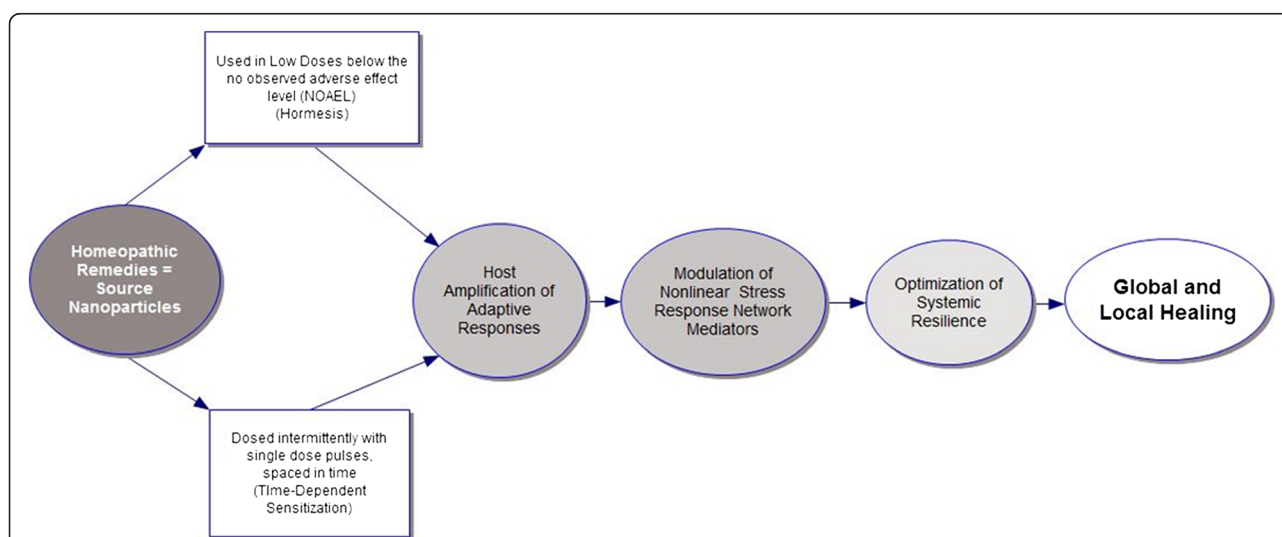 Used in Low Doses below the
no observed adverse effect
level (NOAEL)
(Hormesis)
Homeopathic
Remedies =
Source
Nanoparticles
Host
Amplification of
Adaptive
Responses
Modulation of
Nonlinear Stress
Response Network
Mediators
Optimization of
Systemic
Resilience
Global and
Local Healing
Dosed intermittently with
single dose pulses,
spaced in time
(TIme-Dependent
Sensitization)